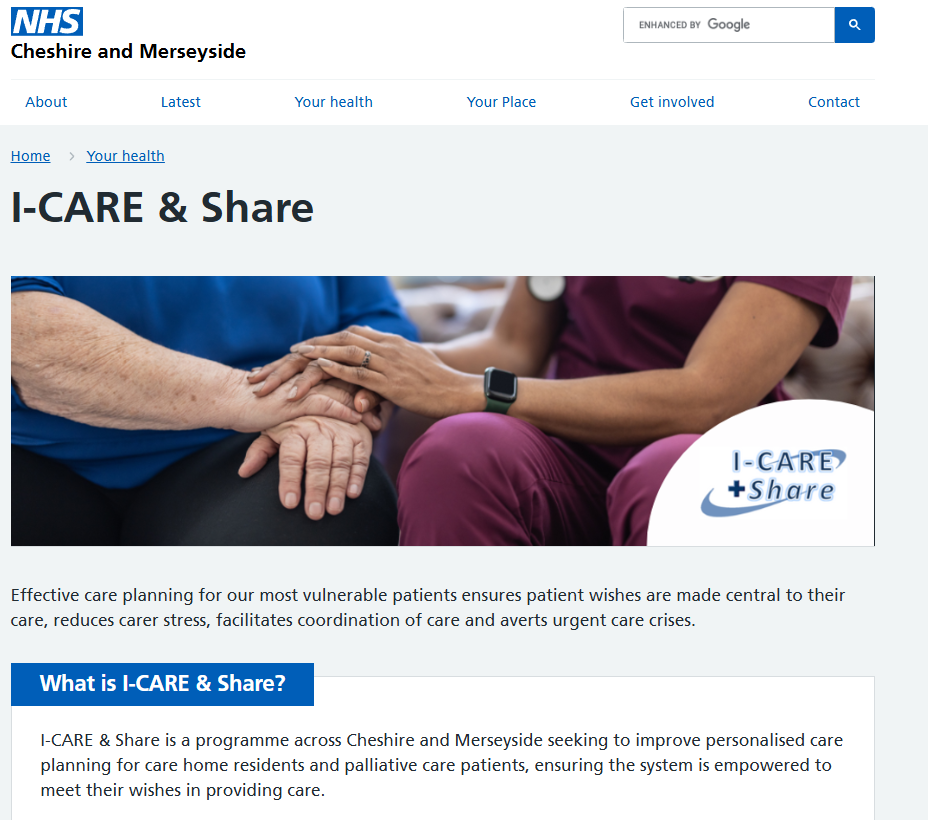 NHS
Cheshire and Merseyside
ENHANCED BY Google
About
Latest
Your health
Your Place
Get involved
Contact
Home
Your health
I-CARE & Share
I-CARE
+Share
Effective care planning for our most vulnerable patients ensures patient wishes are made central to their
care, reduces carer stress, facilitates coordination of care and averts urgent care crises.
What is I-CARE & Share?
I-CARE & Share is a programme across Cheshire and Merseyside seeking to improve personalised care
planning for care home residents and palliative care patients, ensuring the system is empowered to
meet their wishes in providing care.